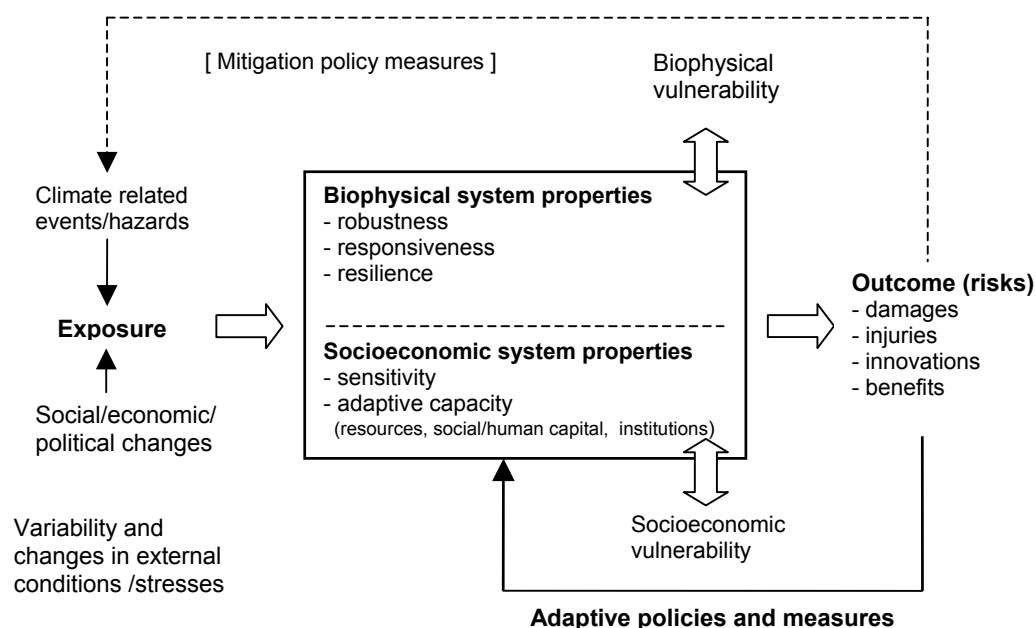 [ Mitigation policy measures ]
Biophysical
vulnerability
Climate related
events/hazards
Exposure
Social/economic/
political changes
Variability and
changes in external
conditions /stresses
Biophysical system properties
- robustness
- responsiveness
- resilience
Socioeconomic system properties
- sensitivity
- adaptive capacity
(resources, social/human capital, institutions)
Outcome (risks)
- damages
- injuries
- innovations
- benefits
Socioeconomic
vulnerability
Adaptive policies and measures